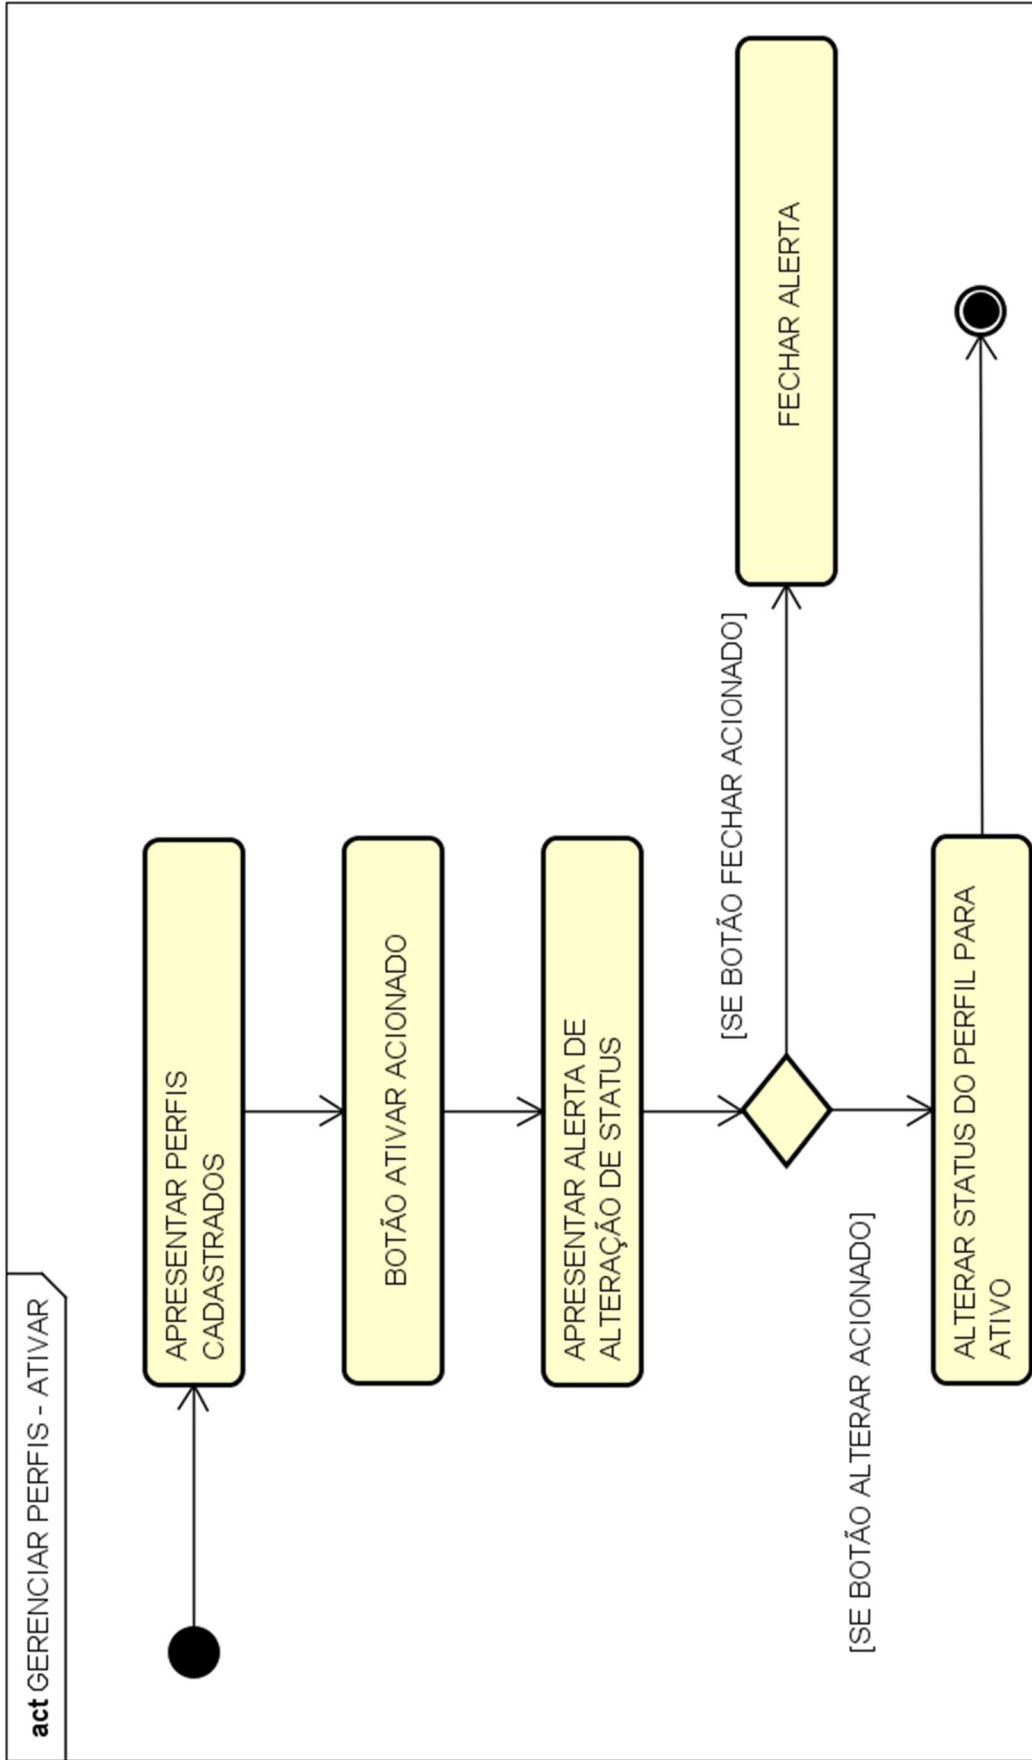 act GERENCIAR PERFIS - ATIVAR
APRESENTAR PERFIS
CADASTRADOS
BOTÃO ATIVAR ACIONADO
APRESENTAR ALERTA DE
ALTERAÇÃO DE STATUS
[SE BOTÃO FECHAR ACIONADO]
FECHAR ALERTA
[SE BOTÃO ALTERAR ACIONADO]
ALTERAR STATUS DO PERFIL PARA
ATIVO